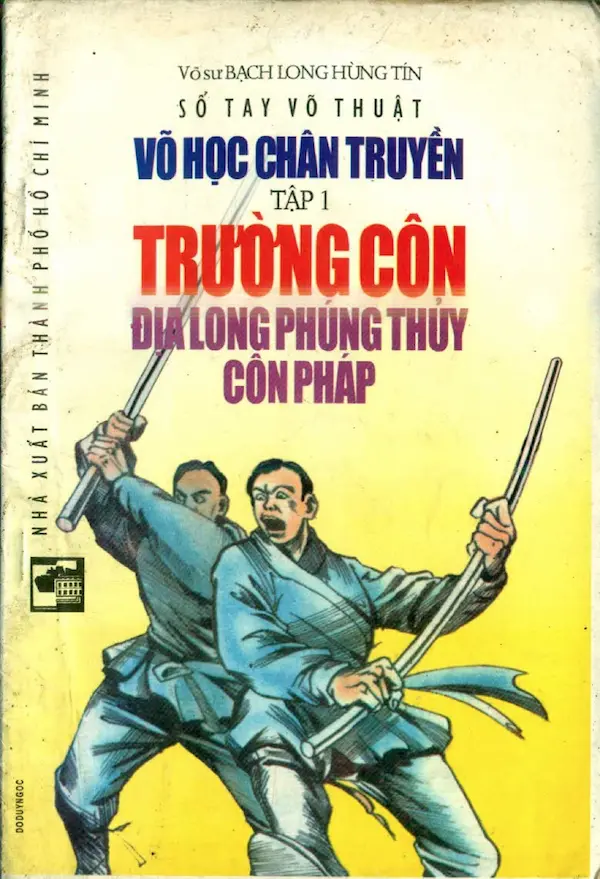 Võ sư BẠCH LONG HÙNG TÍN
SỔ TAY VÕ THUẬT
VÕ HỌC CHÂN TRUYỀN
TẬP 1
TRƯỜNG CÔN
ĐỊA LONG PHÚNG THỦY
CÔN PHÁP
NHÀ XUẤT BẢN THÀNH PHỐ HỒ CHÍ MINH
DODUYNGOC